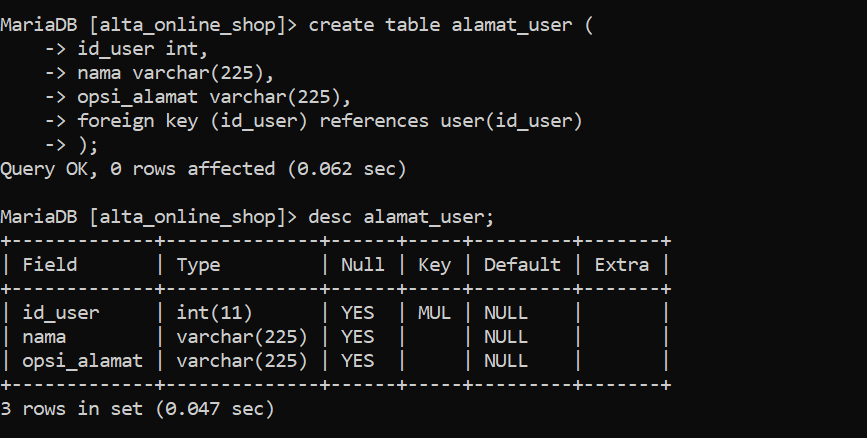 MariaDB [alta_online_shop]> create table alamat_user (
    -> id_user int,
    -> nama varchar(225),
    -> opsi_alamat varchar(225),
    -> foreign key (id_user) references user(id_user)
    -> );
Query OK, 0 rows affected (0.062 sec)

MariaDB [alta_online_shop]> desc alamat_user;
+-------------+--------------+------+-----+---------+-------+
| Field       | Type         | Null | Key | Default | Extra |
+-------------+--------------+------+-----+---------+-------+
| id_user     | int(11)      | YES  | MUL | NULL    |       |
| nama        | varchar(225) | YES  |     | NULL    |       |
| opsi_alamat | varchar(225) | YES  |     | NULL    |       |
+-------------+--------------+------+-----+---------+-------+
3 rows in set (0.047 sec)